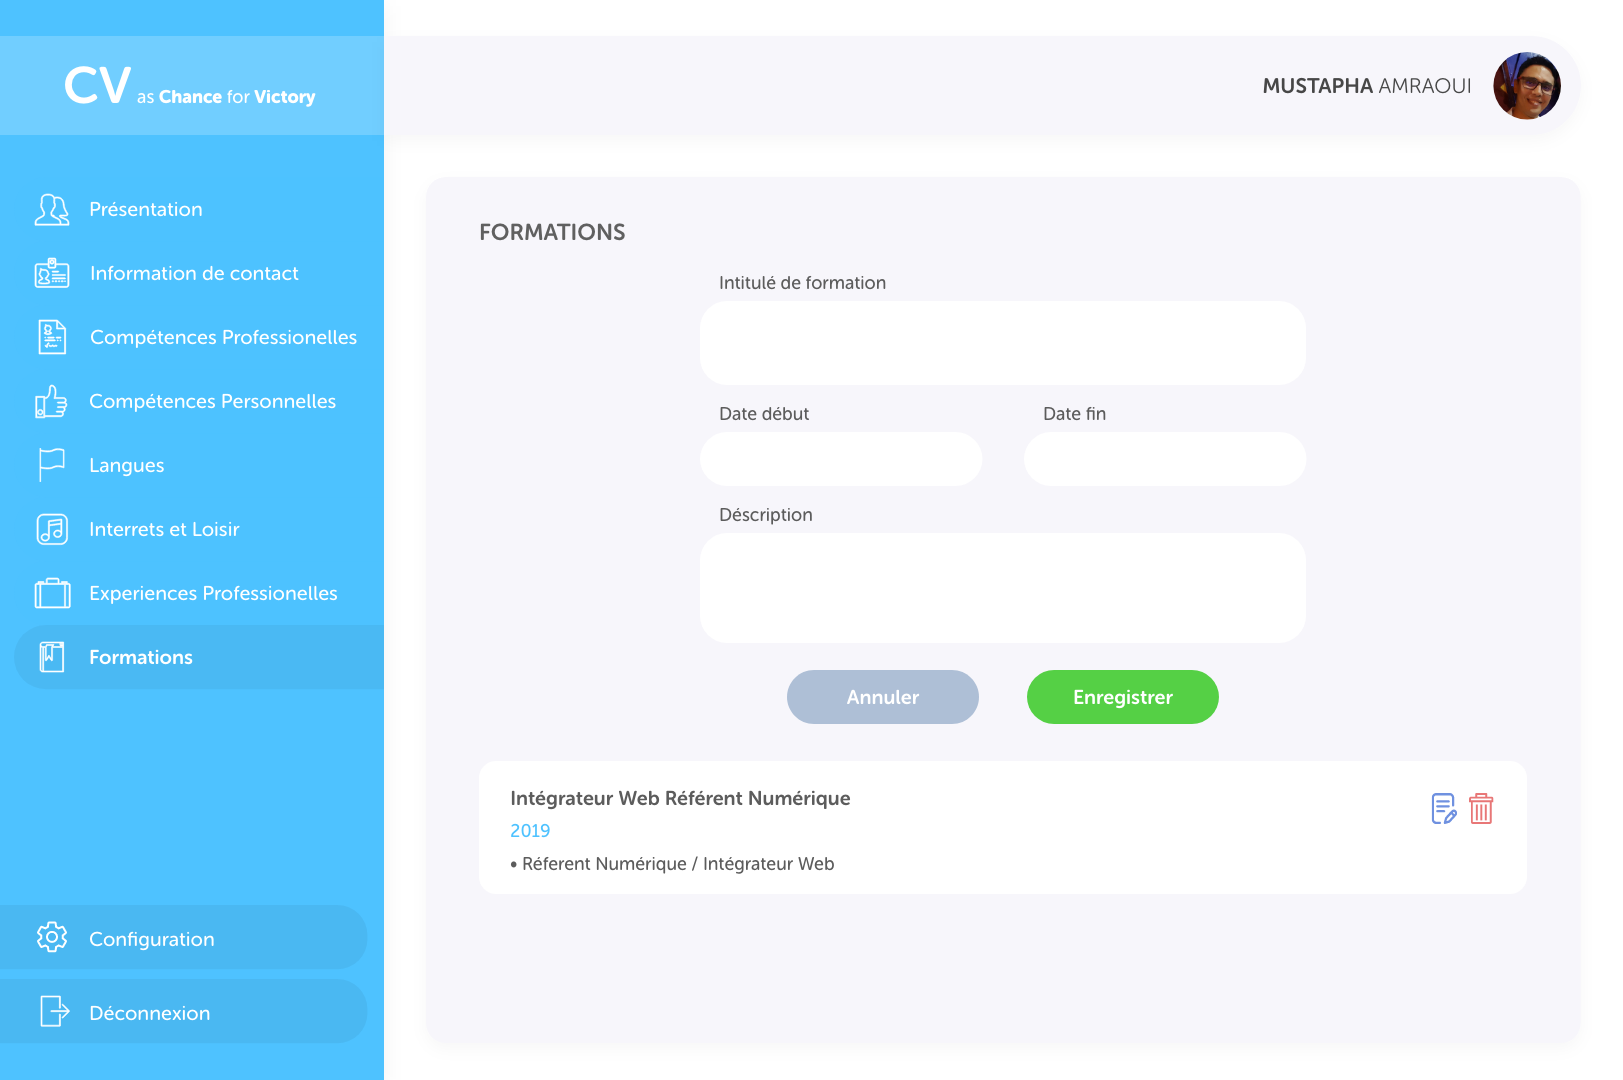 CV as Chance for Victory
MUSTAPHA AMRAOUI
Présentation
Information de contact
Compétences Professionelles
Compétences Personnelles
Langues
Interrets et Loisir
Experiences Professionelles
Formations
Configuration
Déconnexion
FORMATIONS
Intitulé de formation
Date début
Date fin
Déscription
Annuler
Enregistrer
Intégrateur Web Référent Numérique
2019
• Réferent Numérique / Intégrateur Web